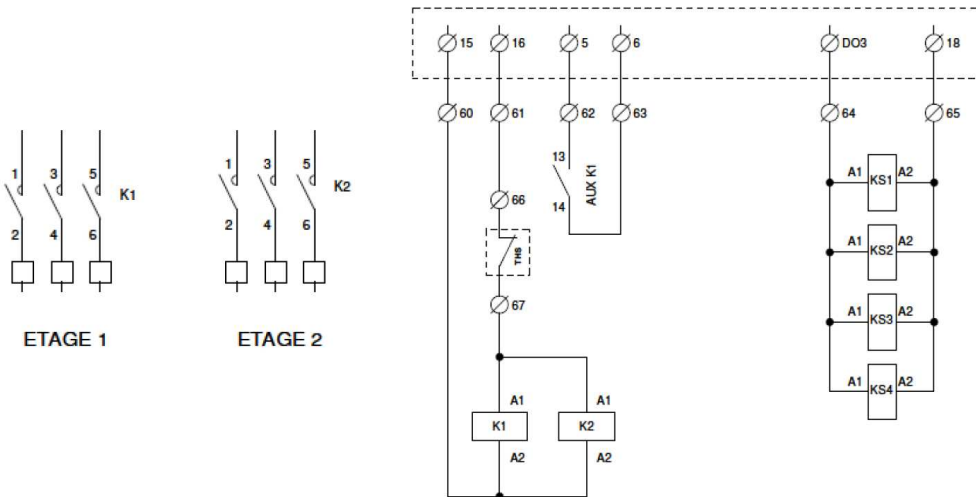 15 16 5 6 DO3 18
60 61 62 63 64 65
1 3 5 K1
2 4 6
ETAGE 1
1 3 5 K2
2 4 6
ETAGE 2
66
THS
67
13
AUX K1
14
A1 A1
K1 K2
A2 A2
A1 KS1 A2
A1 KS2 A2
A1 KS3 A2
A1 KS4 A2